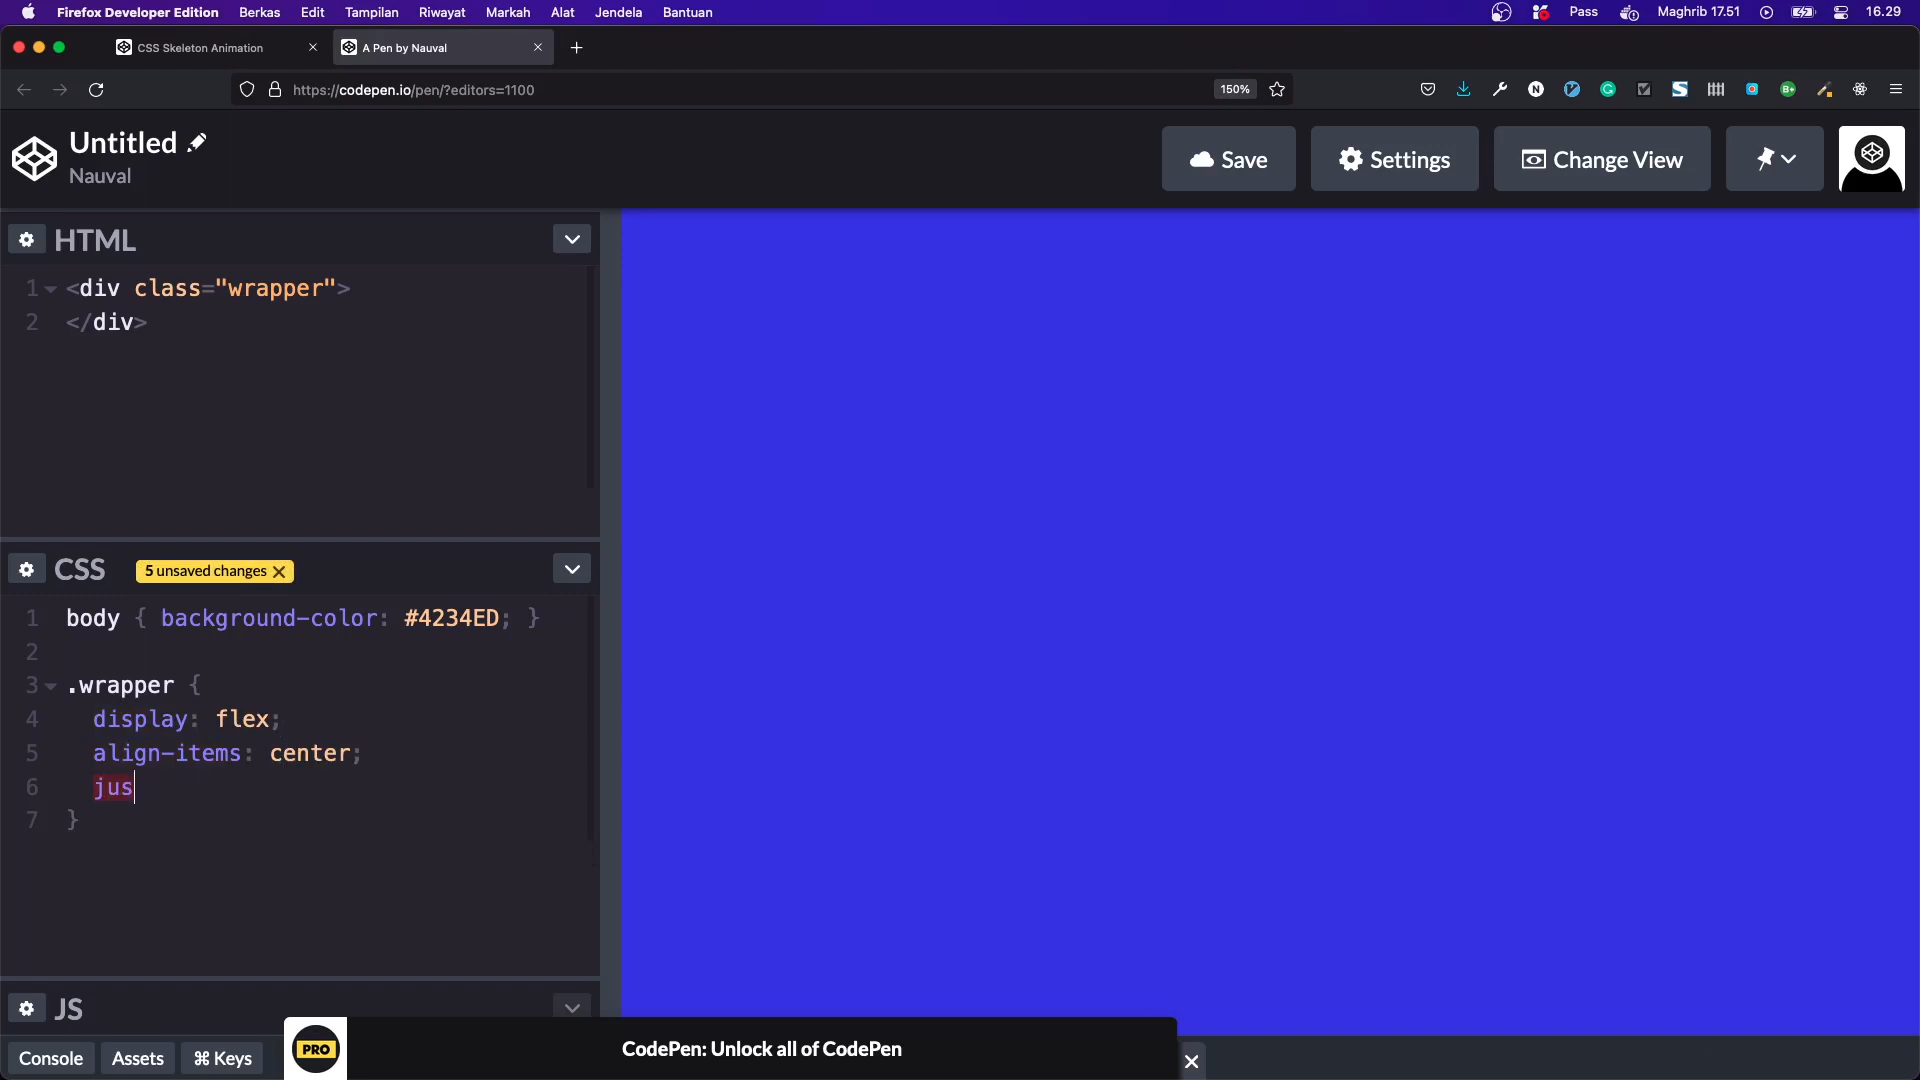 Firefox Developer Edition Berkas Edit Tampilan Riwayat Markah Alat Jendela Bantuan Pass Maghrib 17.51 16.29
CSS Skeleton Animation A Pen by Nauval
https://codepen.io/pen/?editors=1100 150%
Untitled
Nauval
Save Settings Change View
HTML
1 <div class="wrapper">
2 </div>
CSS 5 unsaved changes
1 body { background-color: #4234ED; }
2
3 .wrapper {
4 display: flex;
5 align-items: center;
6 jus
7 }
JS
Console Assets ⌘ Keys
PRO CodePen: Unlock all of CodePen